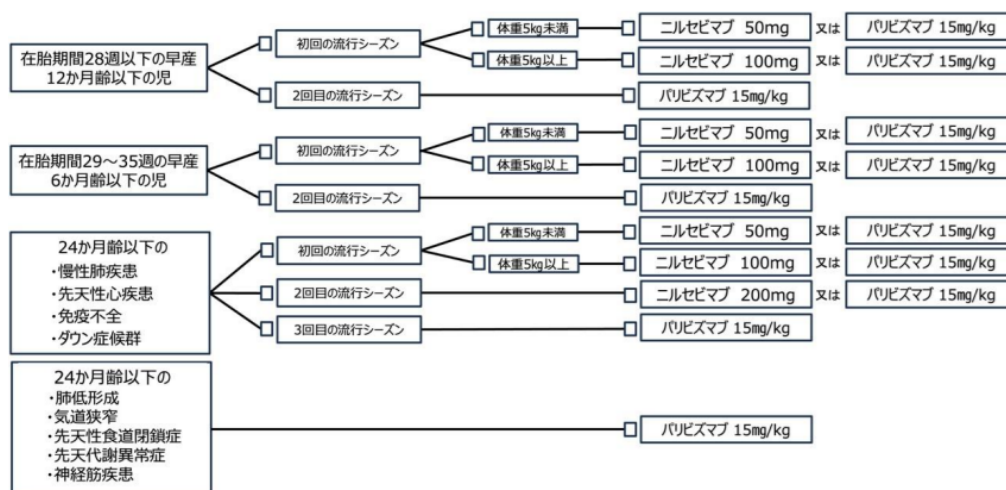 在胎期間28週以下の早産
12か月齢以下の児
初回の流行シーズン
体重5kg未満
ニルセビマブ 50mg 又は パリビズマブ 15㎎/kg
体重5kg以上
ニルセビマブ 100mg 又は パリビズマブ 15㎎/kg
2回目の流行シーズン
パリビズマブ 15㎎/kg
在胎期間29～35週の早産
6か月齢以下の児
初回の流行シーズン
体重5kg未満
ニルセビマブ 50mg 又は パリビズマブ 15㎎/kg
体重5kg以上
ニルセビマブ 100mg 又は パリビズマブ 15㎎/kg
2回目の流行シーズン
パリビズマブ 15㎎/kg
24か月齢以下の
・慢性肺疾患
・先天性心疾患
・免疫不全
・ダウン症候群
初回の流行シーズン
体重5kg未満
ニルセビマブ 50mg 又は パリビズマブ 15㎎/kg
体重5kg以上
ニルセビマブ 100mg 又は パリビズマブ 15㎎/kg
2回目の流行シーズン
ニルセビマブ 200mg 又は パリビズマブ 15㎎/kg
3回目の流行シーズン
パリビズマブ 15㎎/kg
24か月齢以下の
・肺低形成
・気道狭窄
・先天性食道閉鎖症
・先天代謝異常症
・神経筋疾患
パリビズマブ 15㎎/kg